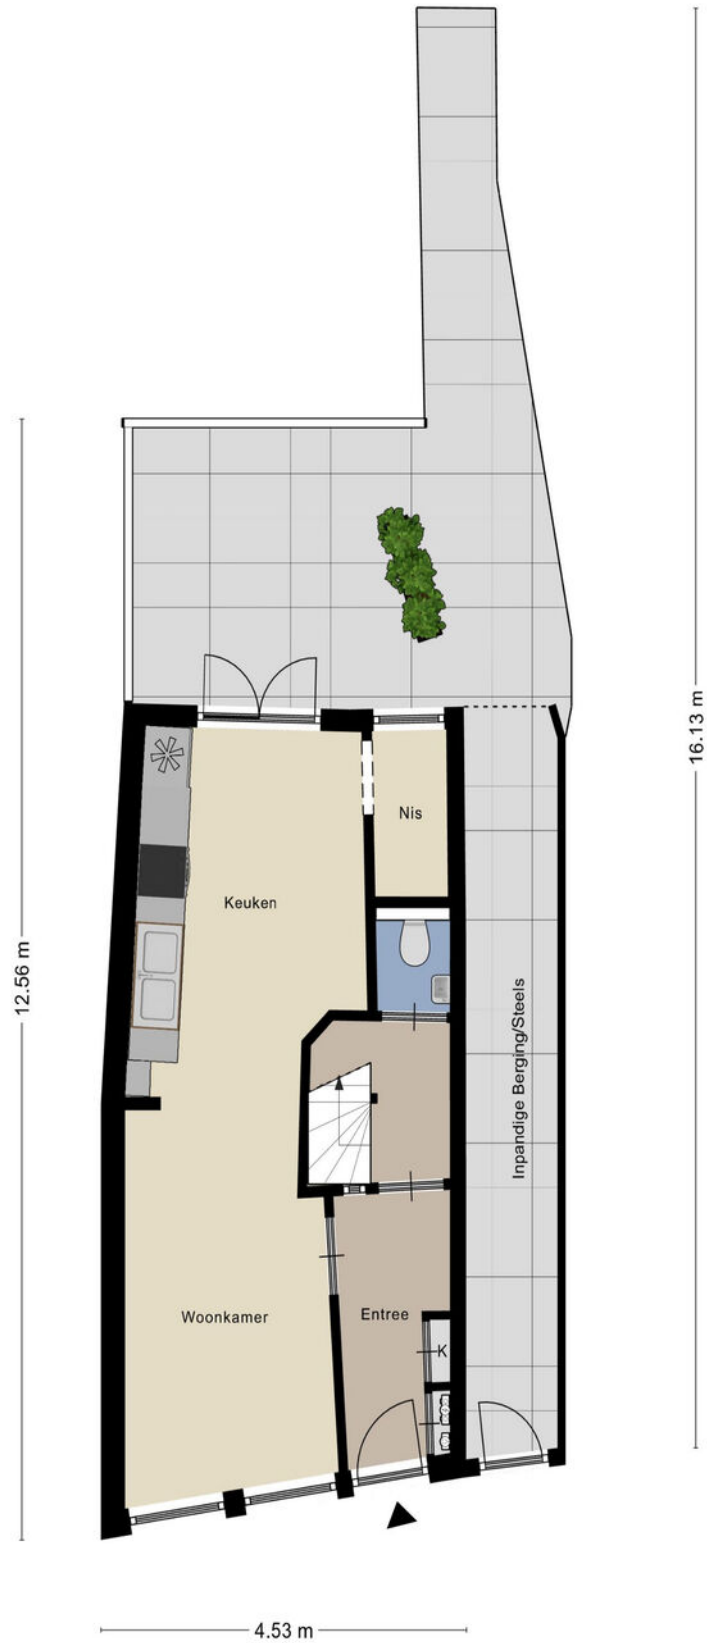 16.13 m
Nis
Keuken
12.56 m
Inpandige Berging/Steels
Woonkamer
Entree
K
4.53 m